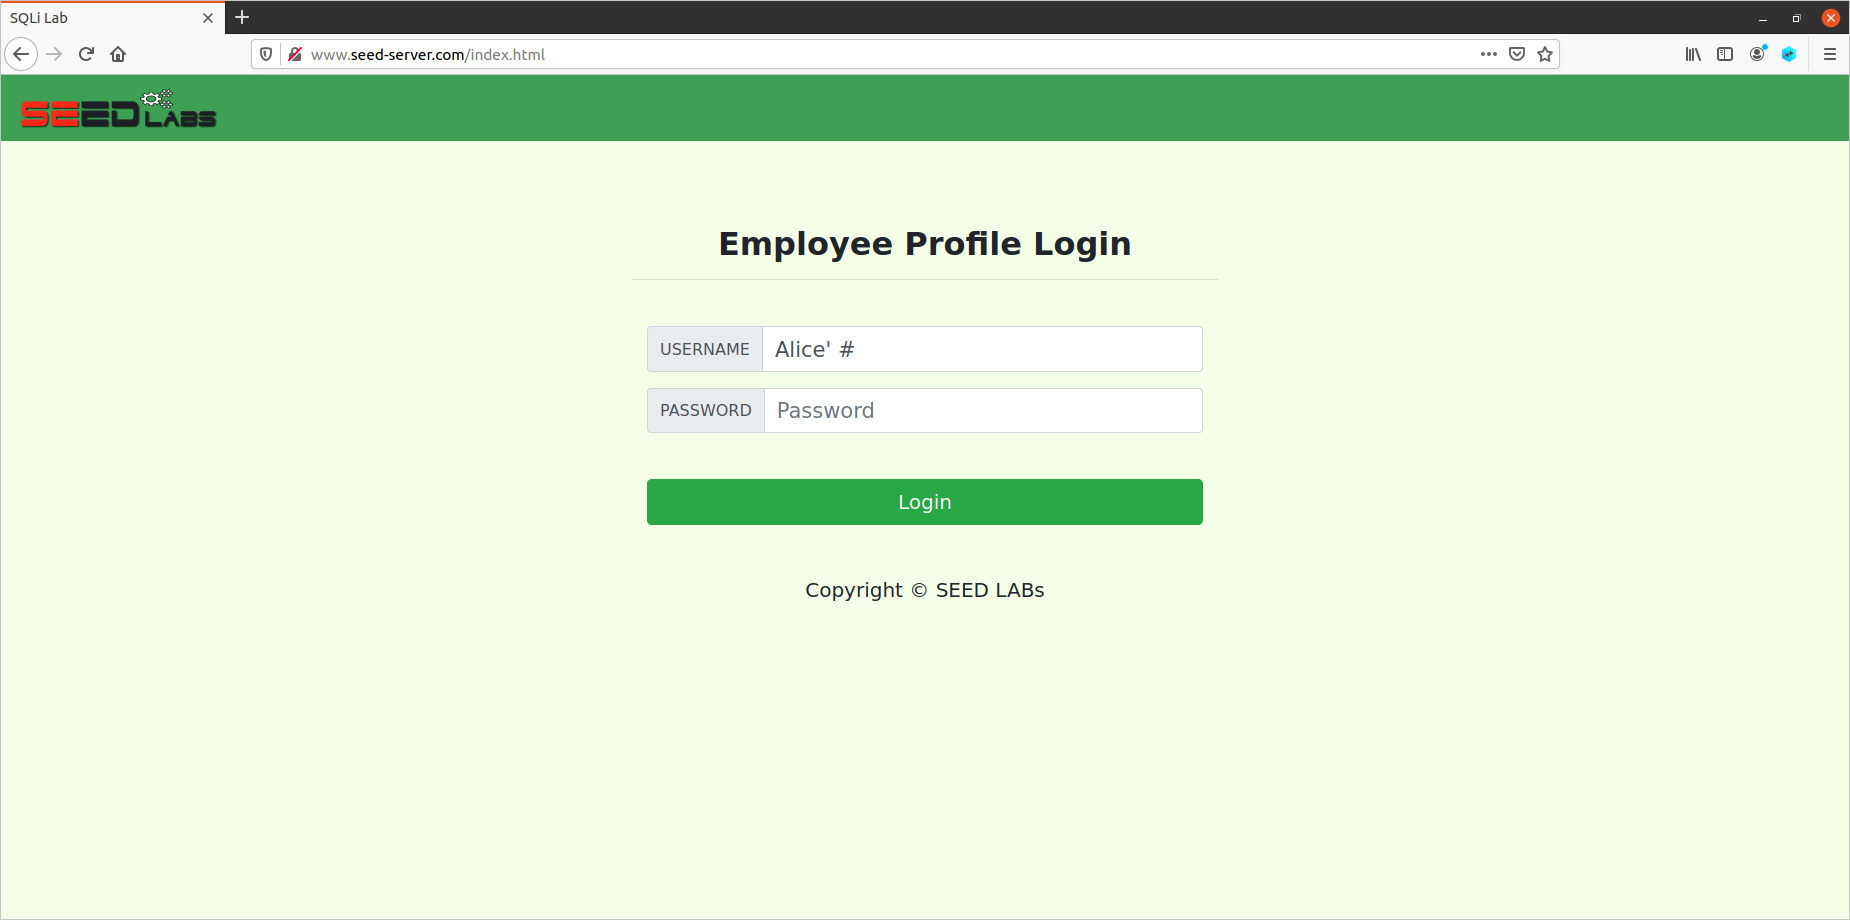 SQLi Lab
www.seed-server.com/index.html
SEED LABS
Employee Profile Login
USERNAME Alice' #
PASSWORD Password
Login
Copyright © SEED LABs